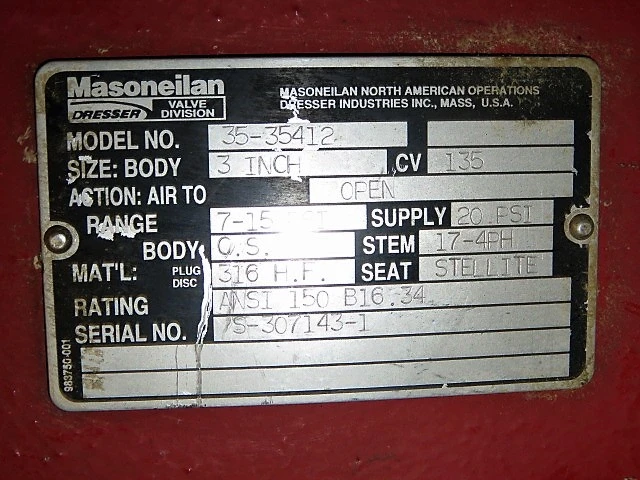 Masoneilan
DRESSER VALVE DIVISION
MASONEILAN NORTH AMERICAN OPERATIONS
DRESSER INDUSTRIES INC., MASS, U.S.A.
MODEL NO. 35-35412
SIZE: BODY 3 INCH CV 135
ACTION: AIR TO OPEN
RANGE 7-15 PSI SUPPLY 20 PSI
BODY C.S. STEM 17-4PH
MAT'L: PLUG DISC 316 H.F. SEAT STELLITE
RATING ANSI 150 B16.34
SERIAL NO. S-307143-1
983750-001